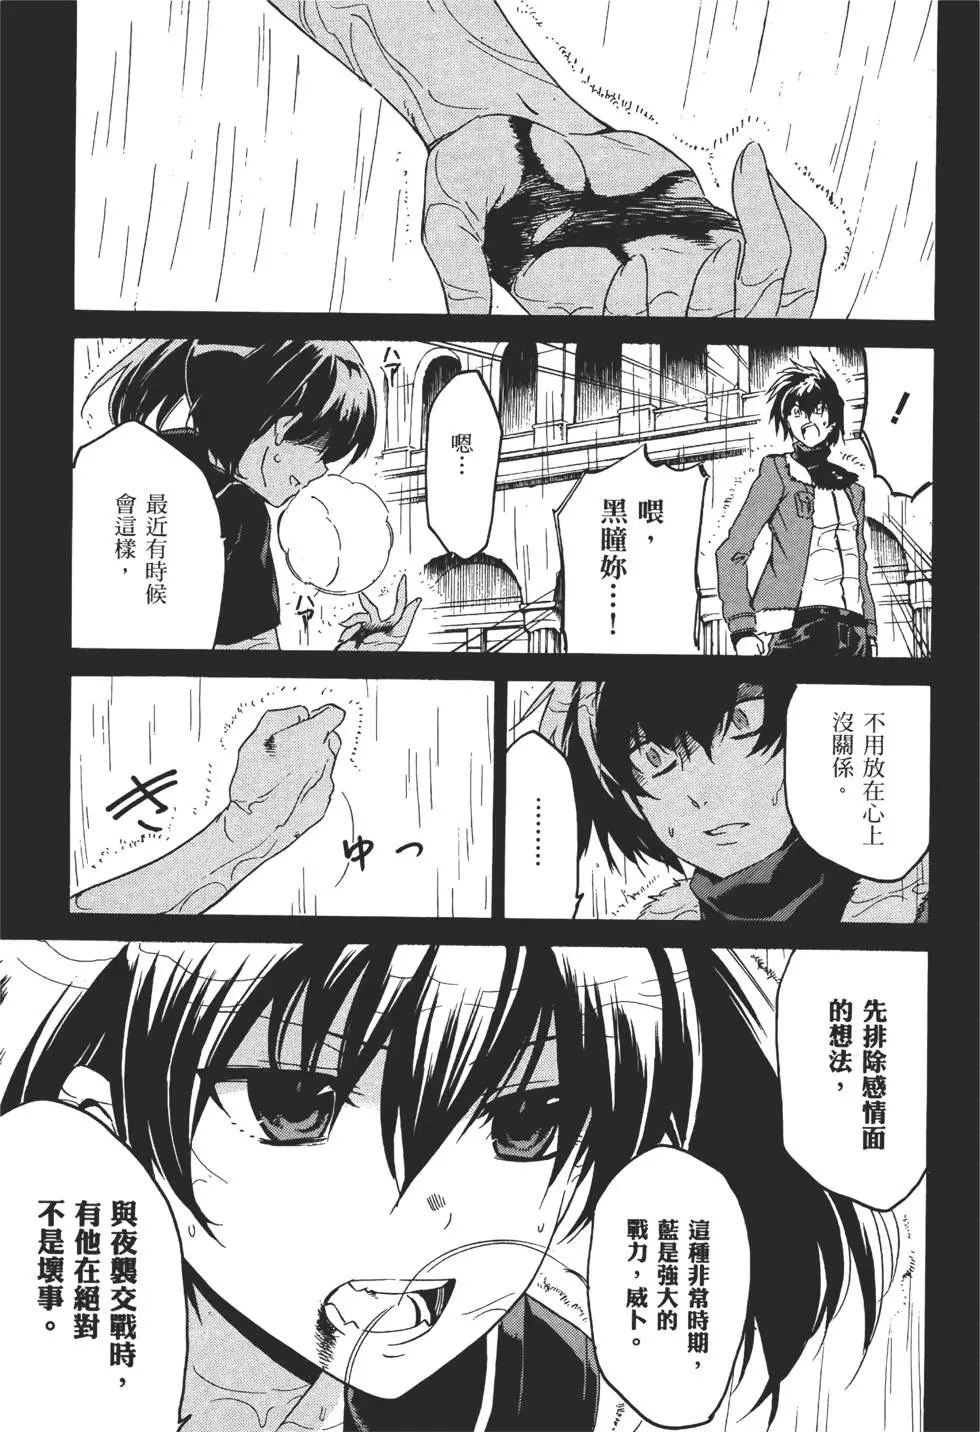 ！
喂，
黑瞳妳…！
嗯…
ハァ
ハァ
最近有時候
會這樣，
不用放在心上
沒關係。
………
ゆっ
先排除感情面
的想法，
這種非常時期，
藍是強大的
戰力，威卜。
與夜襲交戰時，
有他在絕對
不是壞事。